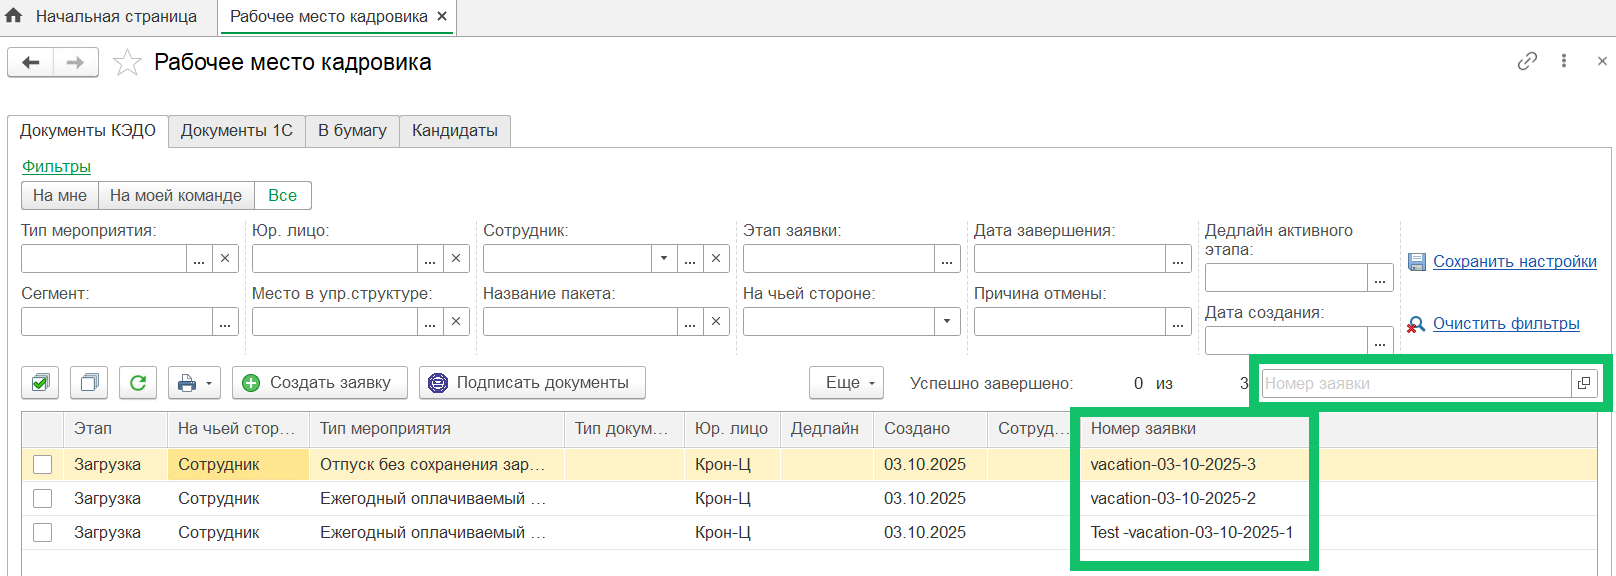 Начальная страница
Рабочее место кадровика ×
Рабочее место кадровика
Документы КЭДО
Документы 1С
В бумагу
Кандидаты
Фильтры
На мне
На моей команде
Все
Тип мероприятия:
Юр. лицо:
Сотрудник:
Этап заявки:
Дата завершения:
Дедлайн активного
этапа:
Сохранить настройки
Сегмент:
Место в упр.структуре:
Название пакета:
На чьей стороне:
Причина отмены:
Дата создания:
Очистить фильтры
Создать заявку
Подписать документы
Еще
Успешно завершено: 0 из 3
Номер заявки
Этап На чьей стор... Тип мероприятия Тип докум... Юр. лицо Дедлайн Создано Сотруд... Номер заявки
Загрузка Сотрудник Отпуск без сохранения зар... Крон-Ц 03.10.2025 vacation-03-10-2025-3
Загрузка Сотрудник Ежегодный оплачиваемый ... Крон-Ц 03.10.2025 vacation-03-10-2025-2
Загрузка Сотрудник Ежегодный оплачиваемый ... Крон-Ц 03.10.2025 Test -vacation-03-10-2025-1